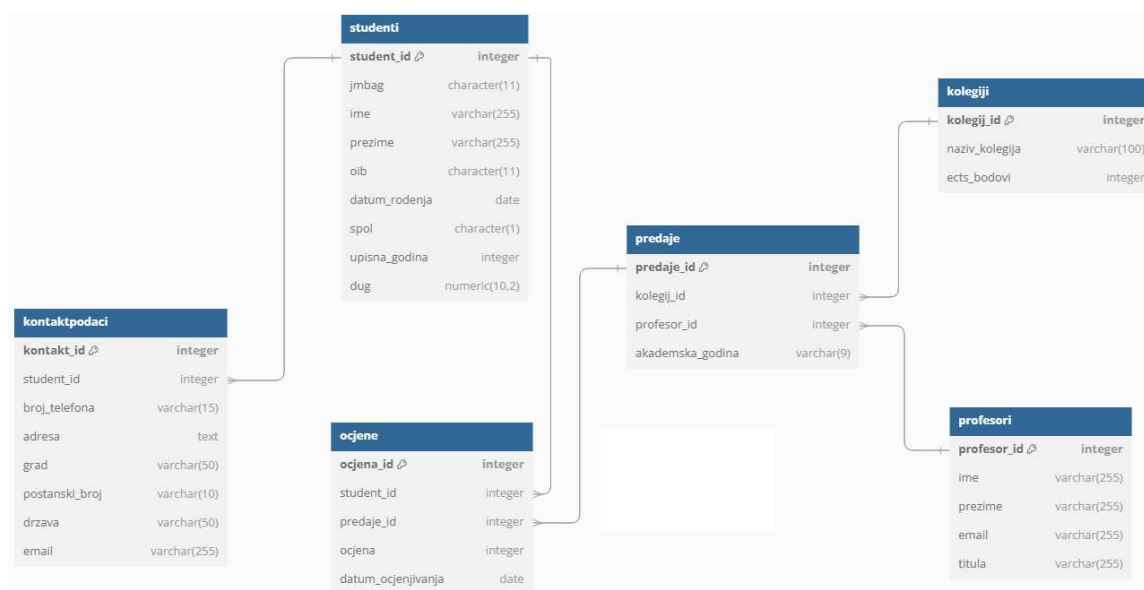 studenti
student_id integer
jmbag character(11)
ime varchar(255)
prezime varchar(255)
oib character(11)
datum_rodenja date
spol character(1)
upisna_godina integer
dug numeric(10,2)
kolegiji
kolegij_id integer
naziv_kolegija varchar(100)
ects_bodovi integer
predaje
predaje_id integer
kolegij_id integer
profesor_id integer
akademska_godina varchar(9)
kontaktpodaci
kontakt_id integer
student_id integer
broj_telefona varchar(15)
adresa text
grad varchar(50)
postanski_broj varchar(10)
drzava varchar(50)
email varchar(255)
ocjene
ocjena_id integer
student_id integer
predaje_id integer
ocjena integer
datum_ocjenjivanja date
profesori
profesor_id integer
ime varchar(255)
prezime varchar(255)
email varchar(255)
titula varchar(255)